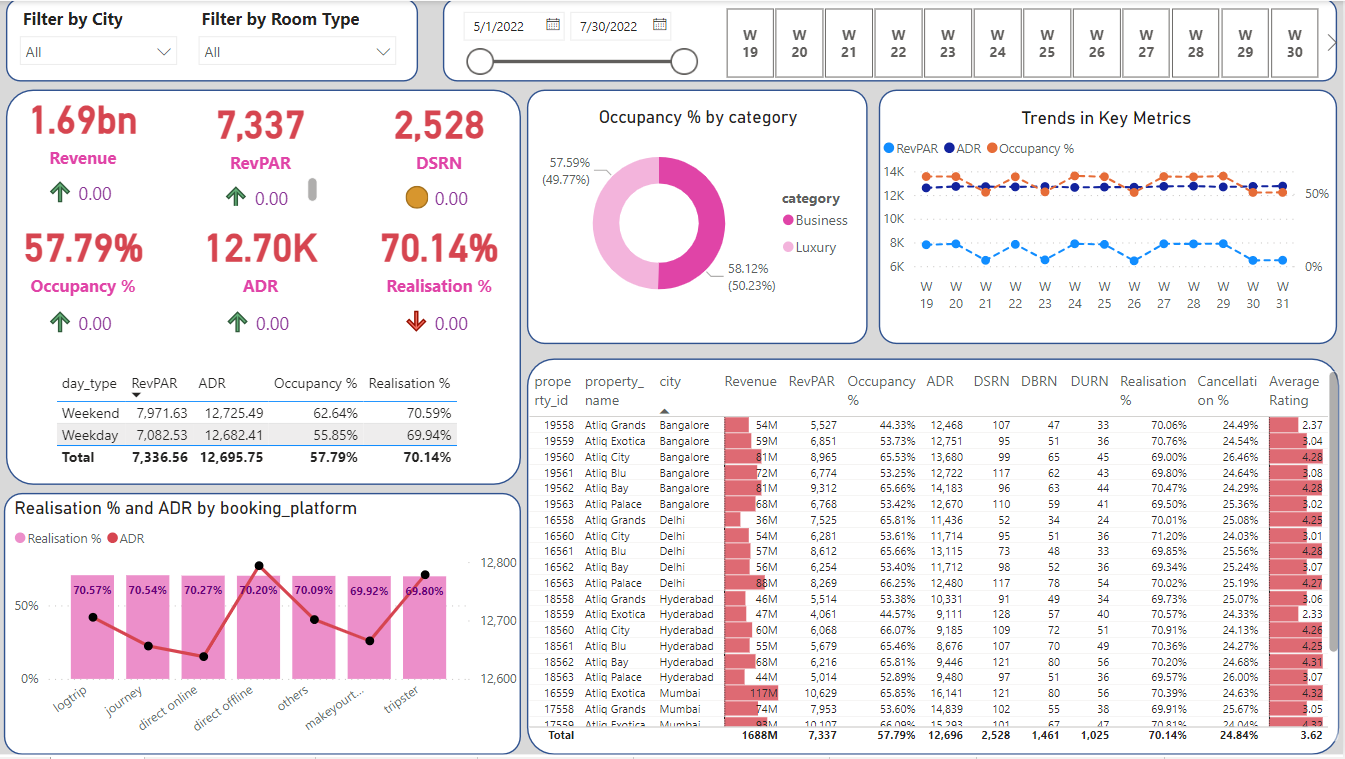 Filter by City
Filter by Room Type
All
All
5/1/2022 7/30/2022
W 19 W 20 W 21 W 22 W 23 W 24 W 25 W 26 W 27 W 28 W 29 W 30
1.69bn 7,337 2,528
Revenue RevPAR DSRN
0.00 0.00 0.00
57.79% 12.70K 70.14%
Occupancy % ADR Realisation %
0.00 0.00 0.00
day_type RevPAR ADR Occupancy % Realisation %
Weekend 7,971.63 12,725.49 62.64% 70.59%
Weekday 7,082.53 12,682.41 55.85% 69.94%
Total 7,336.56 12,695.75 57.79% 70.14%
Occupancy % by category
57.59%
(49.77%)
58.12%
(50.23%)
category
Business
Luxury
Trends in Key Metrics
RevPAR ADR Occupancy %
14K
12K
10K
8K
6K
50%
0%
W 19 W 20 W 21 W 22 W 23 W 24 W 25 W 26 W 27 W 28 W 29 W 30 W 31
Realisation % and ADR by booking_platform
Realisation % ADR
50%
0%
70.57% 70.54% 70.27% 70.20% 70.09% 69.92% 69.80%
12,800
12,700
12,600
logtrip journey direct online direct offline others makeyourt... tripster
prope property_ city Revenue RevPAR Occupancy ADR DSRN DBRN DURN Realisation Cancellati Average
rty_id name % % on % Rating
19558 Atliq Grands Bangalore 54M 5,527 44.33% 12,468 107 47 33 70.06% 24.49% 2.37
19559 Atliq Exotica Bangalore 59M 6,851 53.73% 12,751 95 51 36 70.76% 24.54% 3.04
19560 Atliq City Bangalore 81M 8,965 65.53% 13,680 99 65 45 69.00% 26.46% 4.28
19561 Atliq Blu Bangalore 72M 6,774 53.25% 12,722 117 62 43 69.80% 24.64% 3.08
19562 Atliq Bay Bangalore 81M 9,312 65.66% 14,183 96 63 44 70.47% 24.29% 4.28
19563 Atliq Palace Bangalore 68M 6,768 53.42% 12,670 110 59 41 69.50% 25.36% 3.02
16558 Atliq Grands Delhi 36M 7,525 65.81% 11,436 52 34 24 70.01% 25.08% 4.25
16560 Atliq City Delhi 54M 6,281 53.61% 11,714 95 51 36 71.20% 24.03% 3.01
16561 Atliq Blu Delhi 57M 8,612 65.66% 13,115 73 48 33 69.85% 25.56% 4.28
16562 Atliq Bay Delhi 56M 6,254 53.40% 11,712 98 52 36 69.34% 25.24% 3.07
16563 Atliq Palace Delhi 88M 8,269 66.25% 12,480 117 78 54 70.02% 25.19% 4.27
18558 Atliq Grands Hyderabad 46M 5,514 53.38% 10,331 91 49 34 69.73% 25.07% 3.06
18559 Atliq Exotica Hyderabad 47M 4,061 44.57% 9,111 128 57 40 70.57% 24.33% 2.33
18560 Atliq City Hyderabad 60M 6,068 66.07% 9,185 109 72 51 70.91% 24.13% 4.26
18561 Atliq Blu Hyderabad 55M 5,679 65.46% 8,676 107 70 49 70.36% 24.27% 4.25
18562 Atliq Bay Hyderabad 68M 6,216 65.81% 9,446 121 80 56 70.20% 24.68% 4.31
18563 Atliq Palace Hyderabad 44M 5,014 52.89% 9,480 97 51 36 69.57% 26.00% 3.07
16559 Atliq Exotica Mumbai 117M 10,629 65.85% 16,141 121 80 56 70.39% 24.63% 4.32
17558 Atliq Grands Mumbai 74M 7,953 53.60% 14,839 102 55 38 69.91% 25.67% 3.05
17559 Atliq Exotica Mumbai 93M 10,107 66.09% 15,293 101 67 47 70.81% 24.04% 4.32
Total 1688M 7,337 57.79% 12,696 2,528 1,461 1,025 70.14% 24.84% 3.62